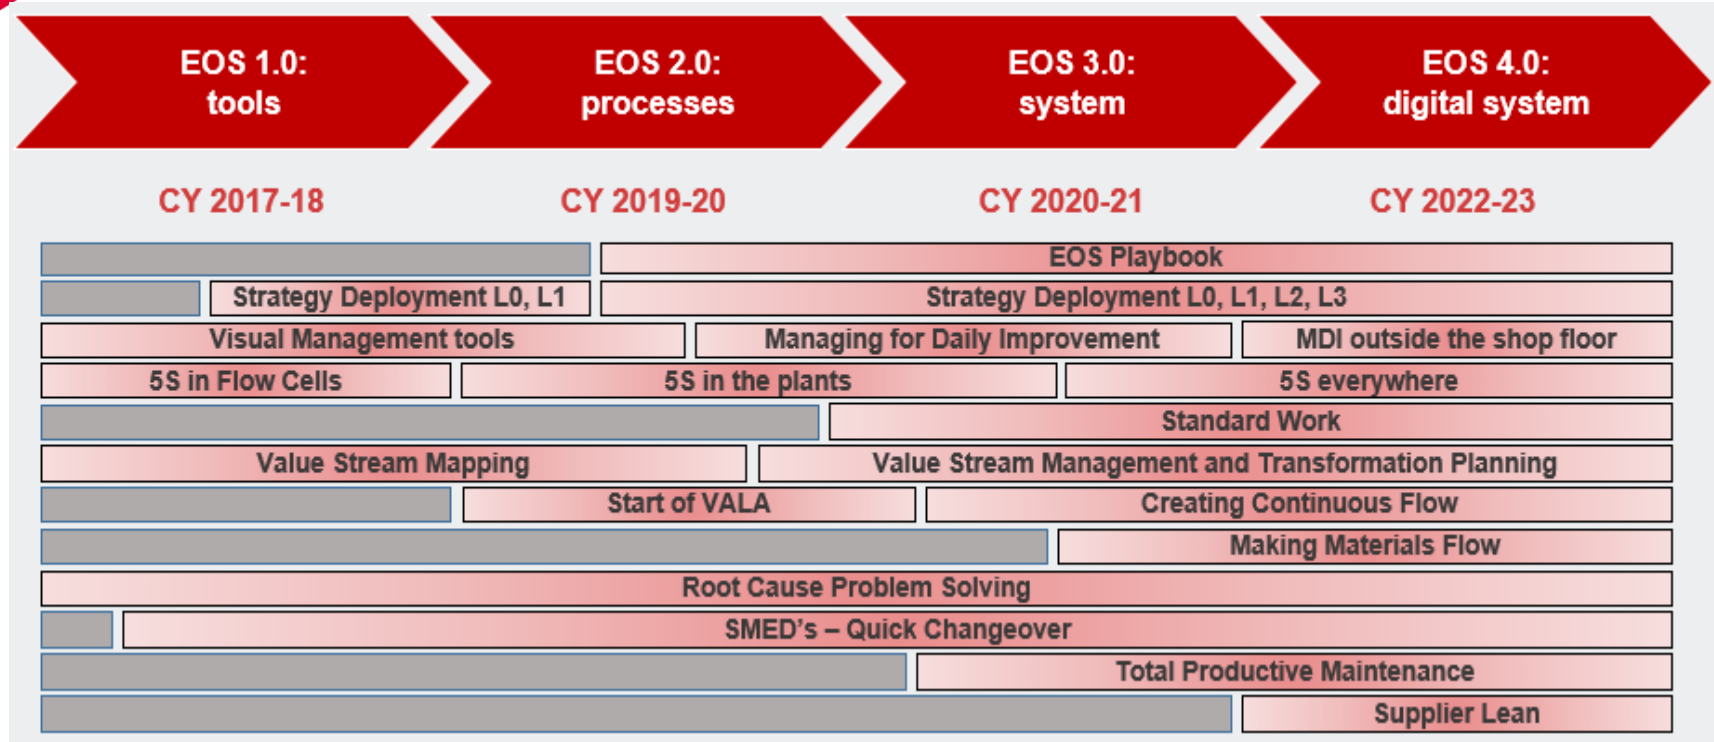 EOS 1.0:
tools
EOS 2.0:
processes
EOS 3.0:
system
EOS 4.0:
digital system
CY 2017-18
CY 2019-20
CY 2020-21
CY 2022-23
EOS Playbook
Strategy Deployment L0, L1
Strategy Deployment L0, L1, L2, L3
Visual Management tools
Managing for Daily Improvement
MDI outside the shop floor
5S in Flow Cells
5S in the plants
5S everywhere
Standard Work
Value Stream Mapping
Value Stream Management and Transformation Planning
Start of VALA
Creating Continuous Flow
Making Materials Flow
Root Cause Problem Solving
SMED's – Quick Changeover
Total Productive Maintenance
Supplier Lean